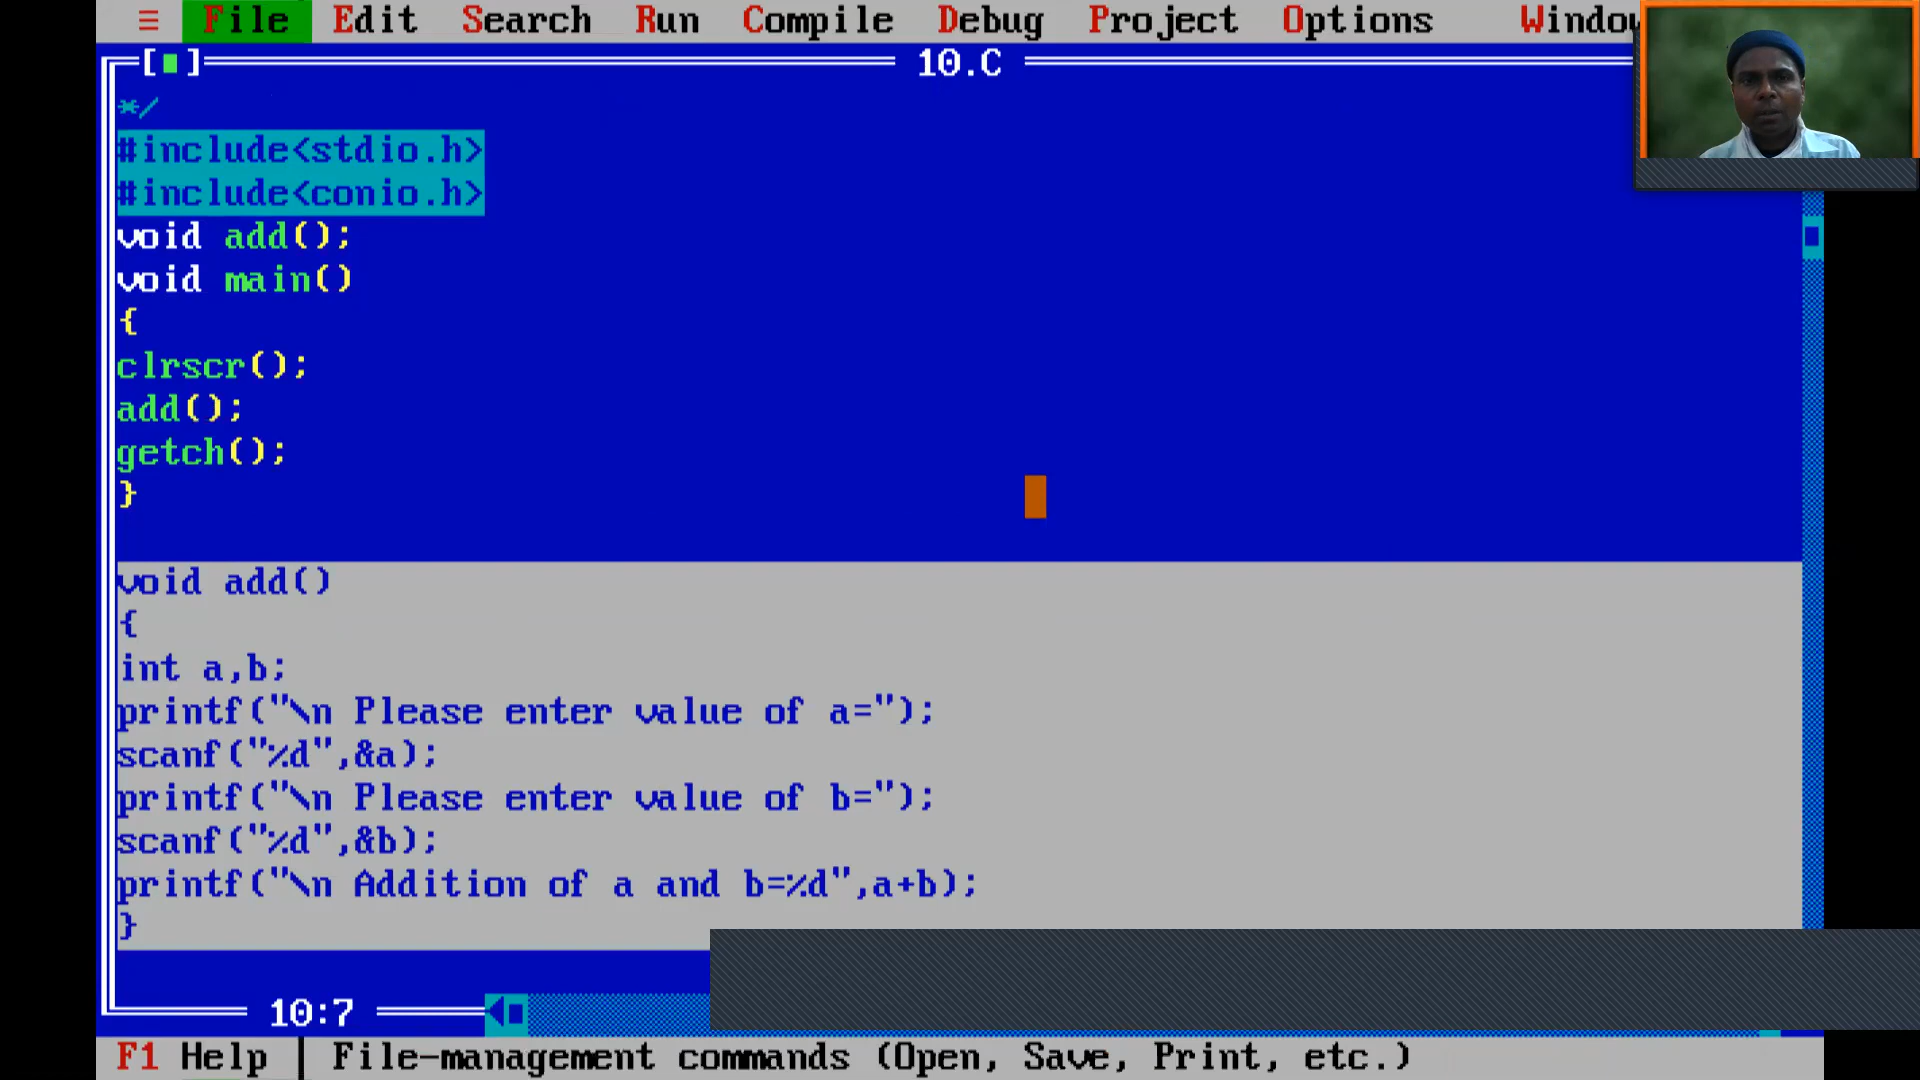 ≡ File Edit Search Run Compile Debug Project Options Window
[■] 10.C
*/
#include<stdio.h>
#include<conio.h>
void add();
void main()
{
clrscr();
add();
getch();
}
void add()
{
int a,b;
printf("\n Please enter value of a=");
scanf("%d",&a);
printf("\n Please enter value of b=");
scanf("%d",&b);
printf("\n Addition of a and b=%d",a+b);
}
10:7
F1 Help | File-management commands (Open, Save, Print, etc.)